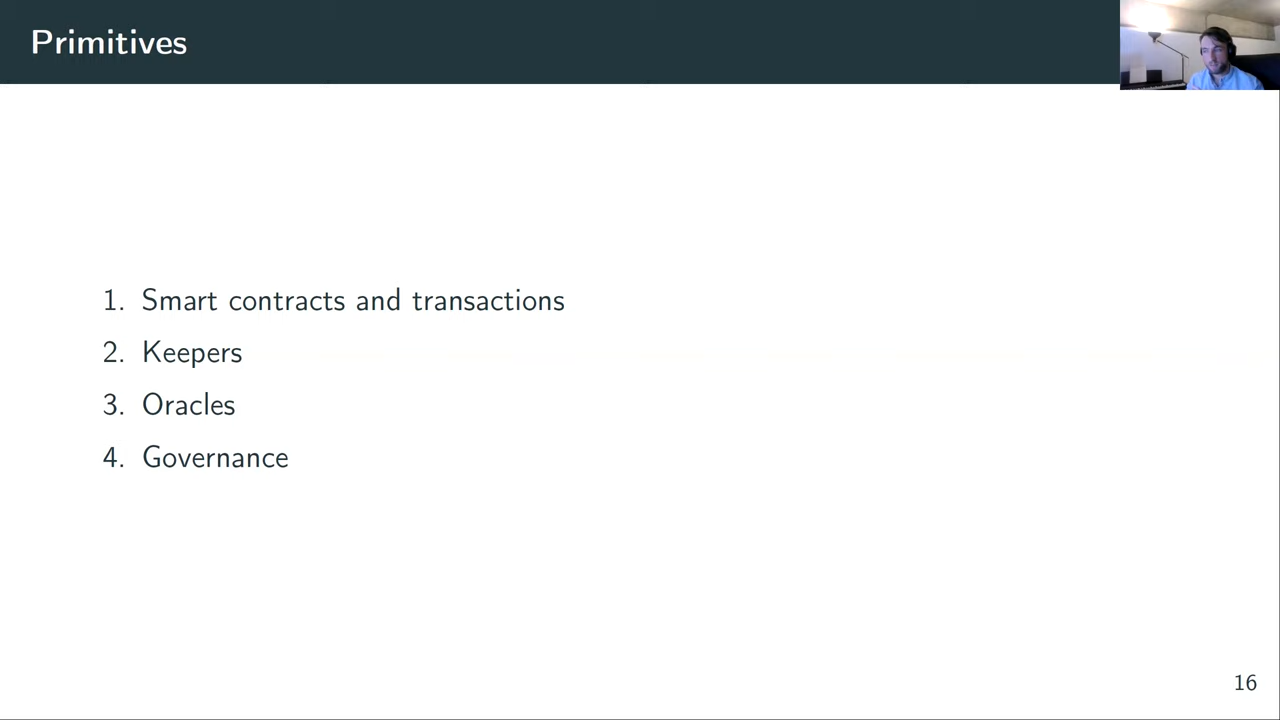 Primitives
1. Smart contracts and transactions
2. Keepers
3. Oracles
4. Governance
16